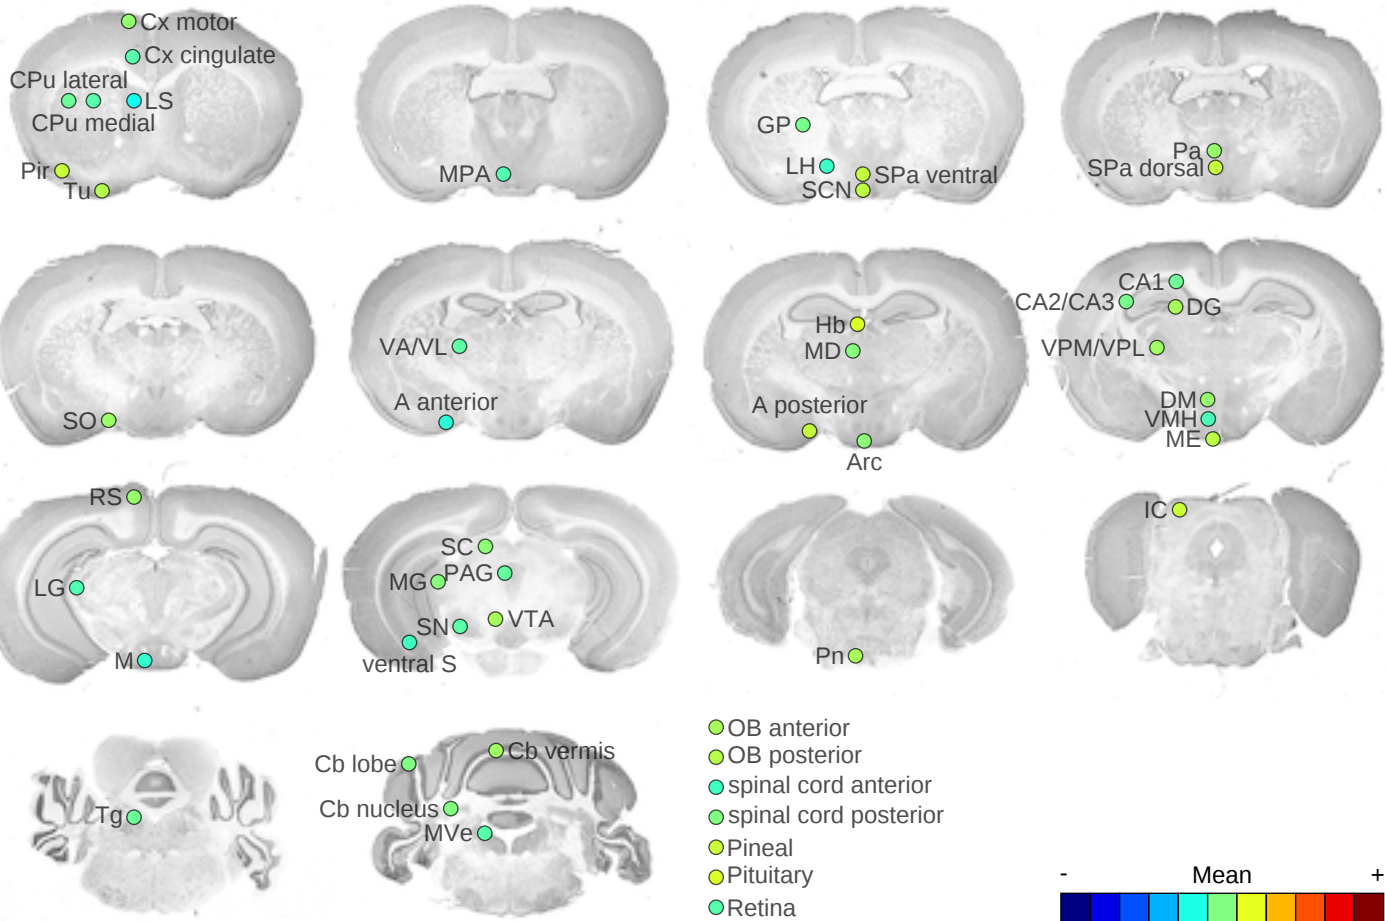 Cx motor
Cx cingulate
CPu lateral
LS
CPu medial
Pir
Tu
MPA
GP
LH
SPa ventral
SCN
Pa
SPa dorsal
SO
VA/VL
A anterior
Hb
MD
A posterior
Arc
CA1
CA2/CA3
DG
VPM/VPL
DM
VMH
ME
RS
LG
M
SC
MG
PAG
SN
VTA
ventral S
Pn
IC
Tg
Cb lobe
Cb vermis
Cb nucleus
MVe
OB anterior
OB posterior
spinal cord anterior
spinal cord posterior
Pineal
Pituitary
Retina
- Mean +